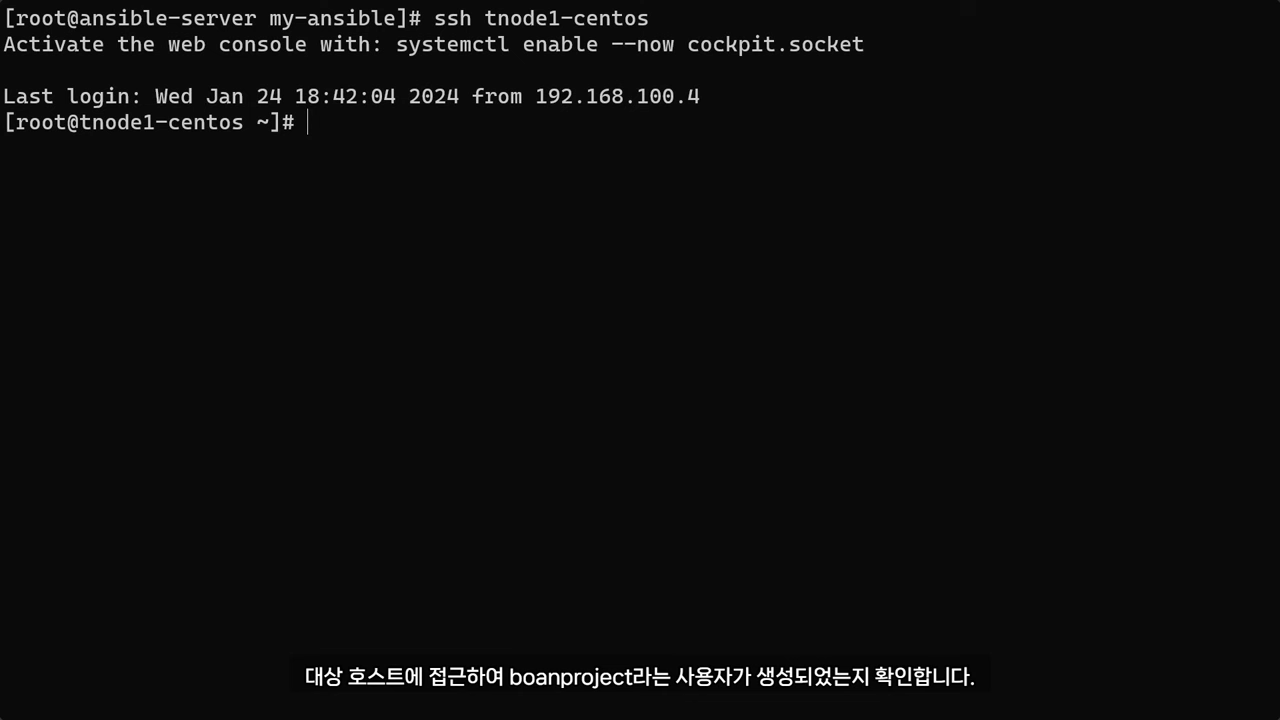 [root@ansible-server my-ansible]# ssh tnode1-centos
Activate the web console with: systemctl enable --now cockpit.socket
Last login: Wed Jan 24 18:42:04 2024 from 192.168.100.4
[root@tnode1-centos ~]#
대상 호스트에 접근하여 boanproject라는 사용자가 생성되었는지 확인합니다.